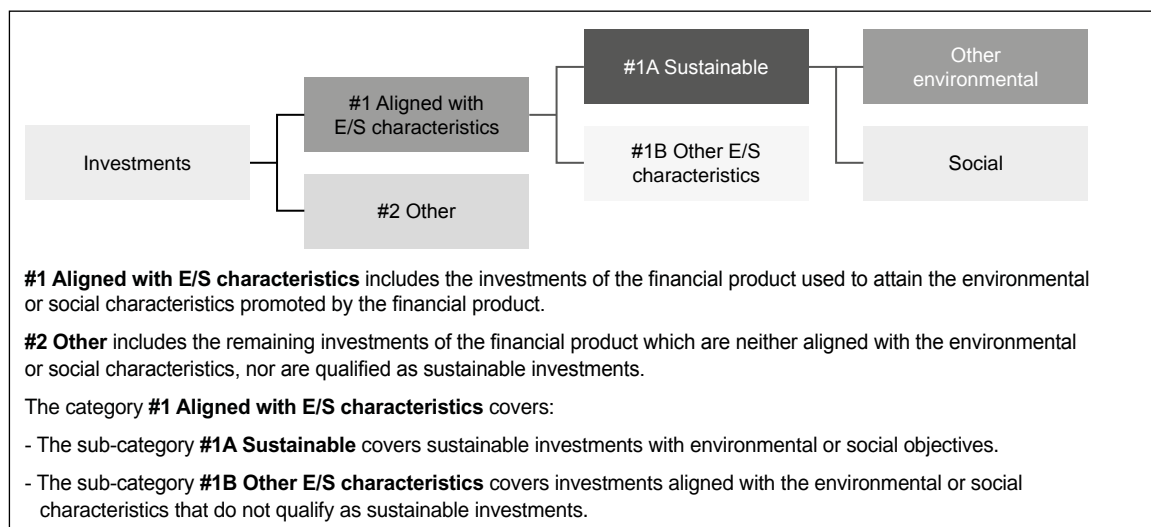 #1A Sustainable
Other
environmental
#1 Aligned with
E/S characteristics
Investments
#1B Other E/S
characteristics
Social
#2 Other
#1 Aligned with E/S characteristics includes the investments of the financial product used to attain the environmental
or social characteristics promoted by the financial product.
#2 Other includes the remaining investments of the financial product which are neither aligned with the environmental
or social characteristics, nor are qualified as sustainable investments.
The category #1 Aligned with E/S characteristics covers:
- The sub-category #1A Sustainable covers sustainable investments with environmental or social objectives.
- The sub-category #1B Other E/S characteristics covers investments aligned with the environmental or social
characteristics that do not qualify as sustainable investments.